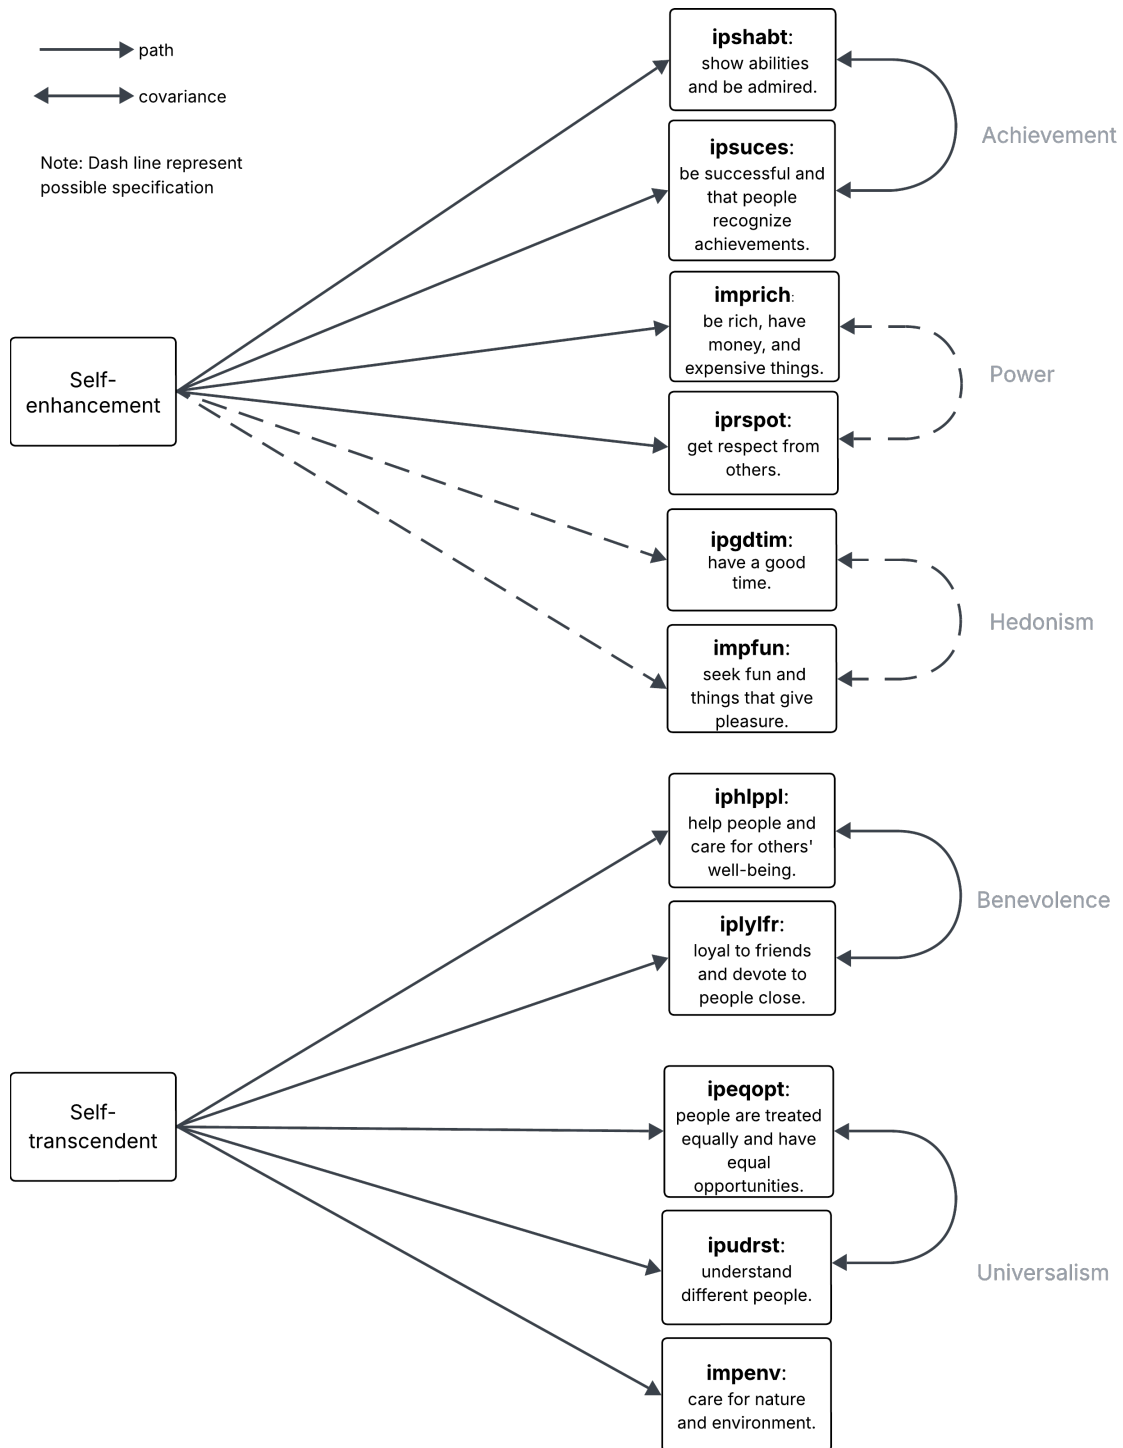 path
covariance
Note: Dash line represent
possible specification
ipshabt:
show abilities
and be admired.
Achievement
ipsuces:
be successful and
that people
recognize
achievements.
imprich:
be rich, have
money, and
expensive things.
Power
Self-
enhancement
iprspot:
get respect from
others.
ipgdtim:
have a good
time.
Hedonism
impfun:
seek fun and
things that give
pleasure.
iphlppl:
help people and
care for others'
well-being.
Benevolence
iplylfr:
loyal to friends
and devote to
people close.
Self-
transcendent
ipeqopt:
people are treated
equally and have
equal
opportunities.
ipudrst:
understand
different people.
Universalism
impenv:
care for nature
and environment.